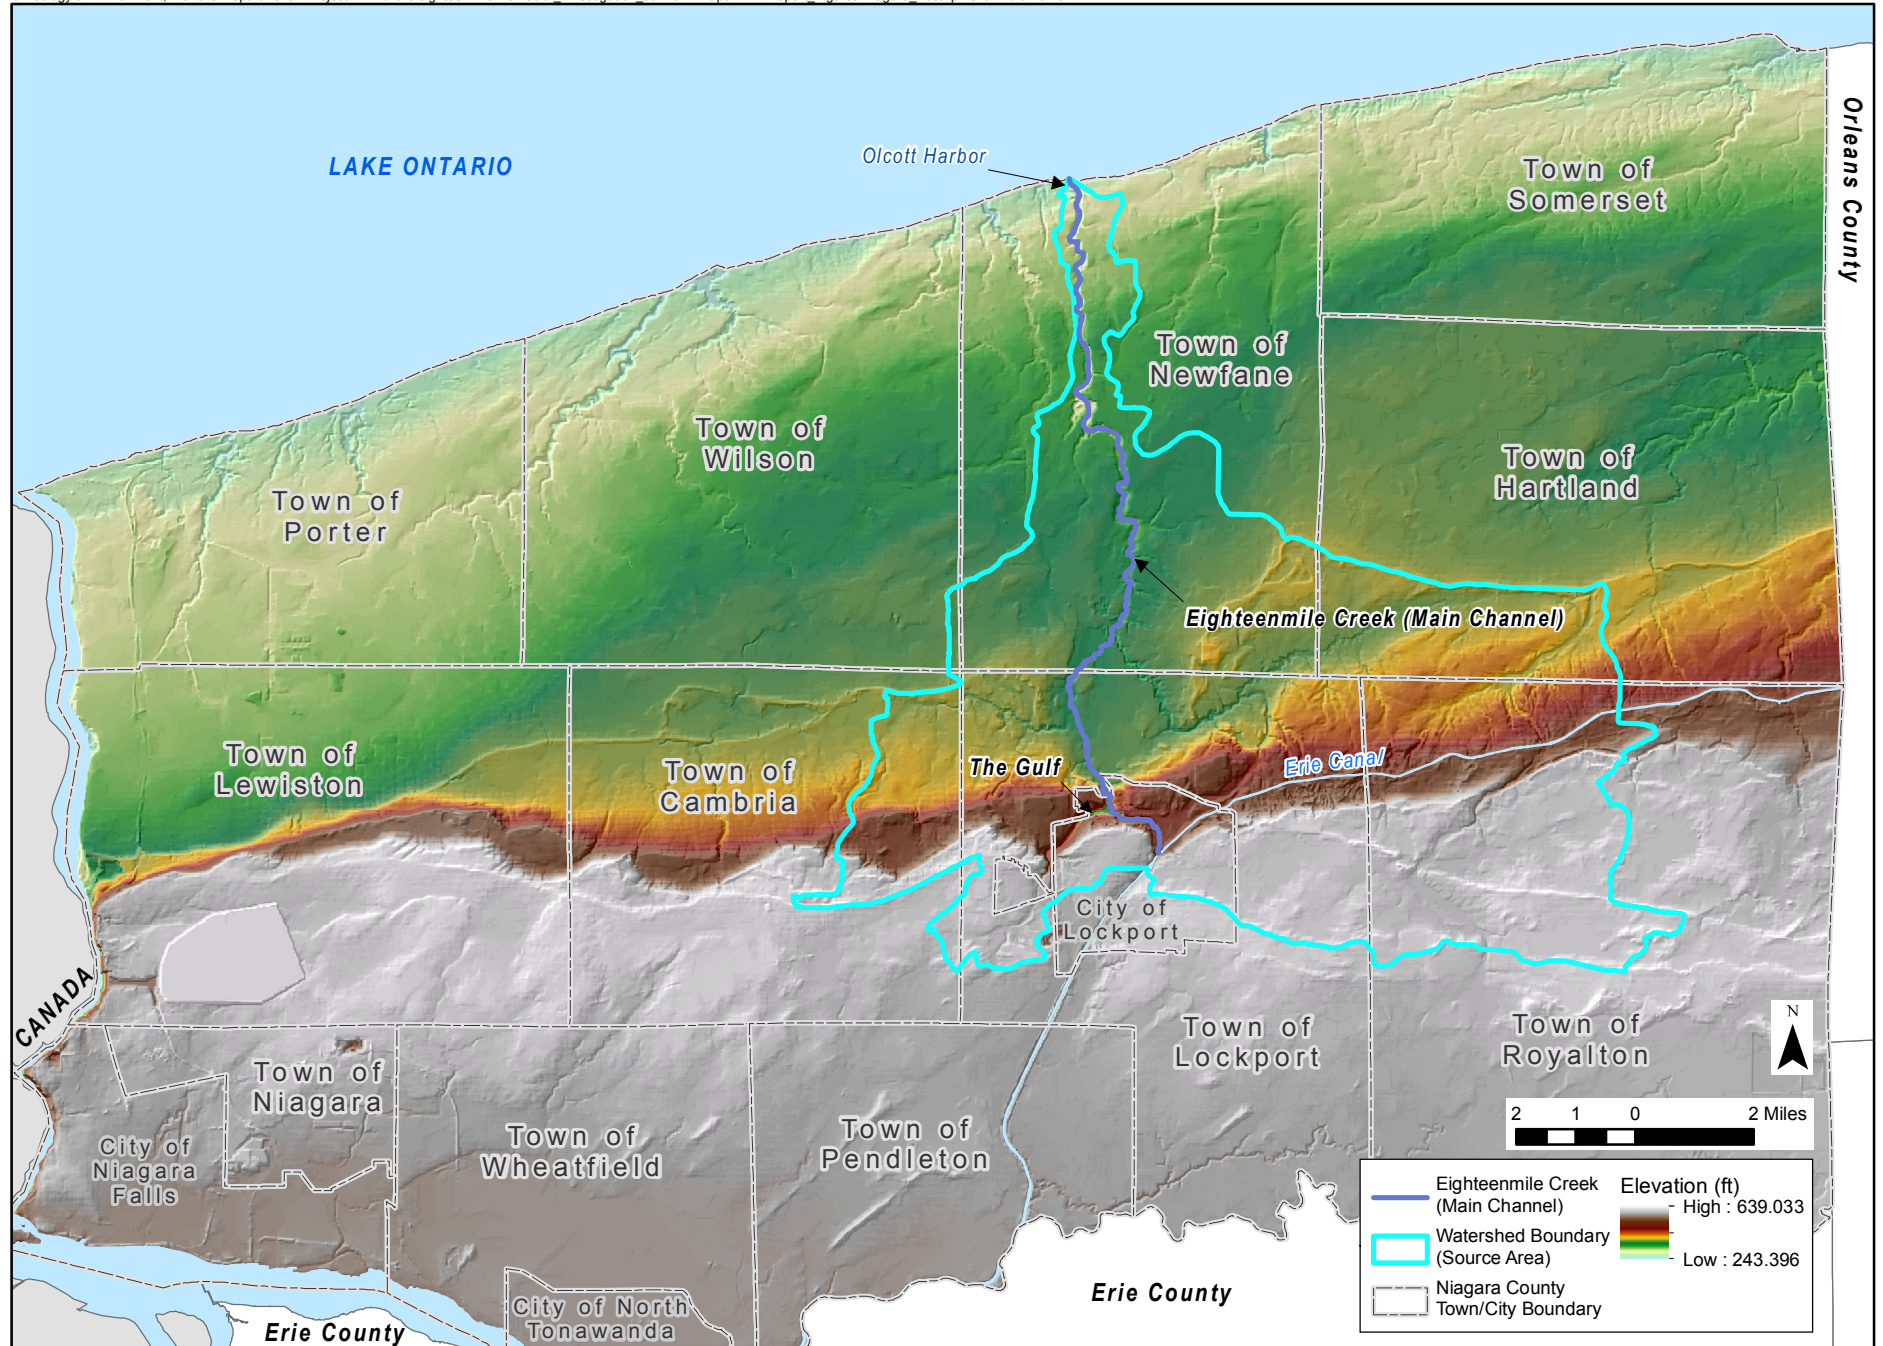 LAKE ONTARIO
Olcott Harbor
Orleans County
Town of
Somerset
Town of
Newfane
Town of
Wilson
Town of
Hartland
Town of
Porter
Eighteenmile Creek (Main Channel)
Town of
Lewiston
Town of
Cambria
The Gulf
Erie Canal
City of
Lockport
CANADA
Town of
Niagara
Town of
Lockport
Town of
Royalton
N
City of
Niagara
Falls
Town of
Wheatfield
Town of
Pendleton
2 1 0 2 Miles
Eighteenmile Creek
(Main Channel)
Watershed Boundary
(Source Area)
Niagara County
Town/City Boundary
Elevation (ft)
High : 639.033
Low : 243.396
Erie County
City of North
Tonawanda
Erie County